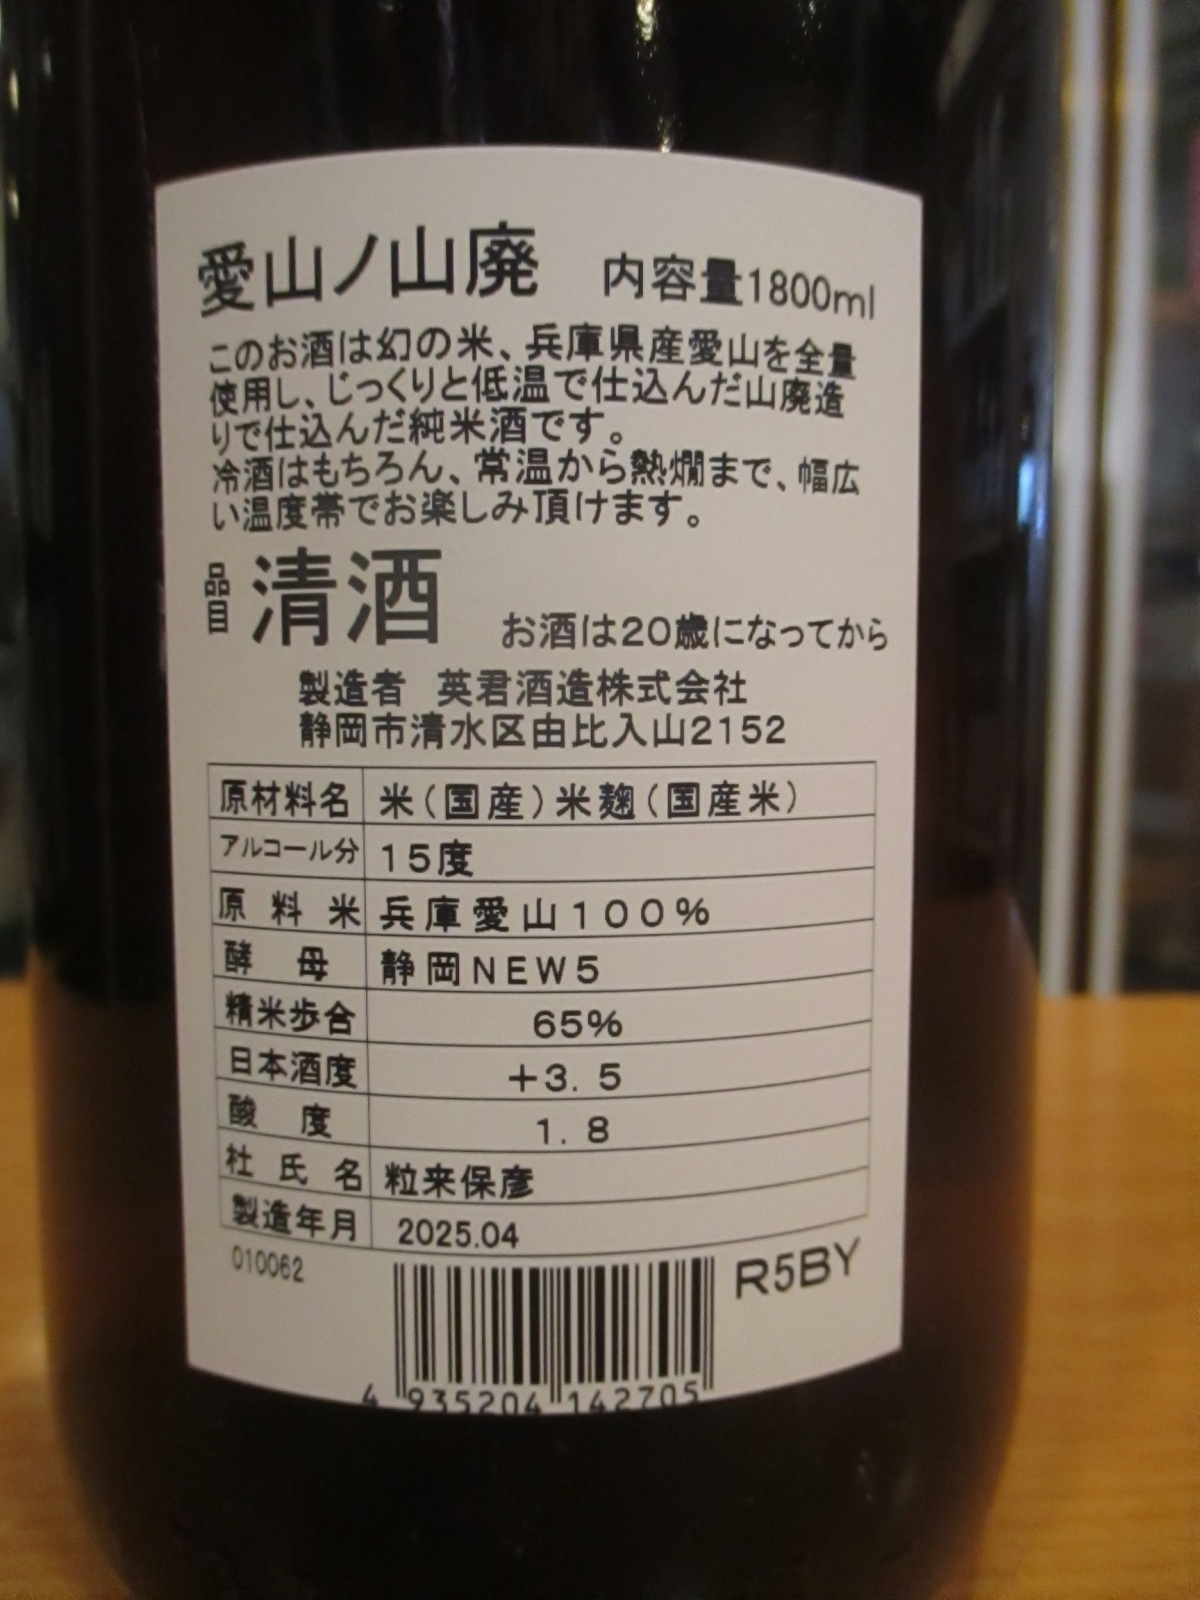 愛山ノ山廃 内容量1800ml
このお酒は幻の米、兵庫県産愛山を全量
使用し、じっくりと低温で仕込んだ山廃造
りで仕込んだ純米酒です。
冷酒はもちろん、常温から熱燗まで、幅広
い温度帯でお楽しみ頂けます。
品目 清酒 お酒は20歳になってから
製造者 英君酒造株式会社
静岡市清水区由比入山2152
原材料名 米(国産)米麹(国産米)
アルコール分 15度
原料米 兵庫愛山100%
酵母 静岡NEW5
精米歩合 65%
日本酒度 +3.5
酸度 1.8
杜氏名 粒来保彦
製造年月 2025.04
010062 R5BY
4 935204 142705